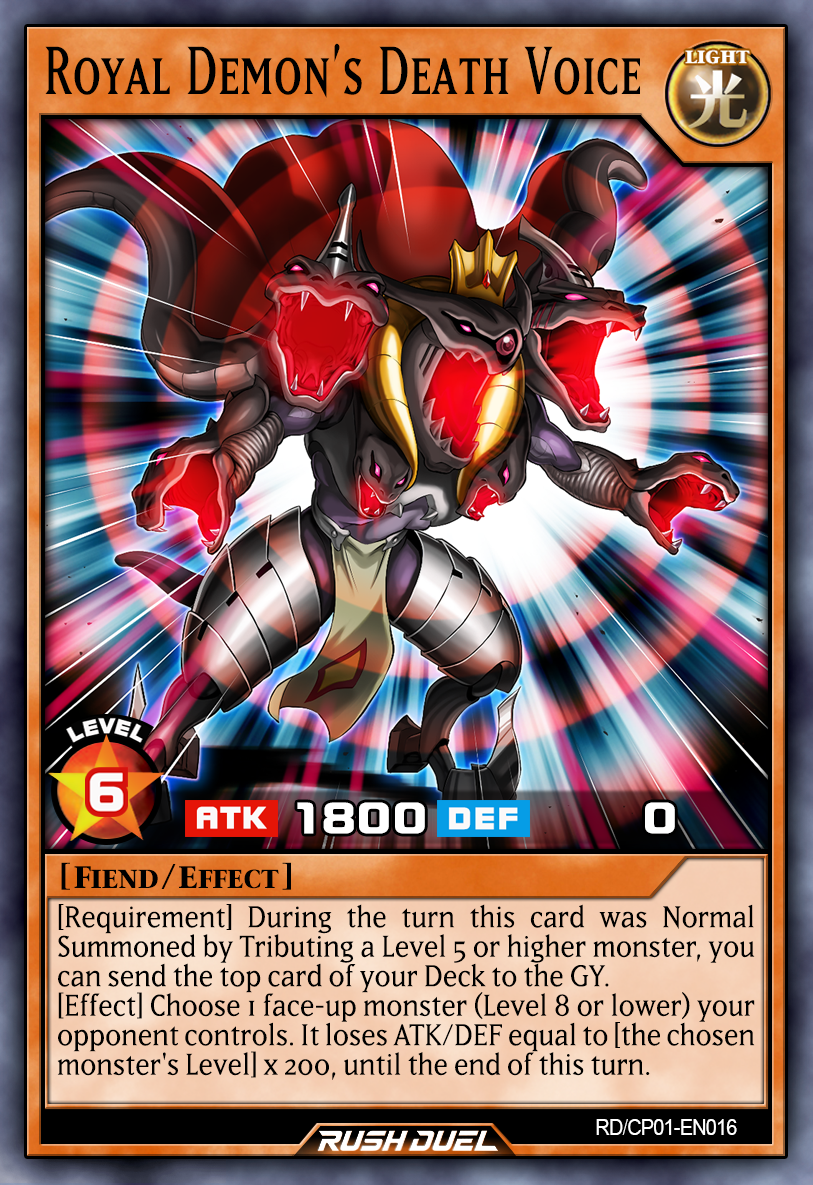 Royal Demon's Death Voice
LIGHT
光
LEVEL
6
ATK 1800 DEF 0
[Fiend/Effect]
[Requirement] During the turn this card was Normal
Summoned by Tributing a Level 5 or higher monster, you
can send the top card of your Deck to the GY.
[Effect] Choose 1 face-up monster (Level 8 or lower) your
opponent controls. It loses ATK/DEF equal to [the chosen
monster's Level] x 200, until the end of this turn.
RD/CP01-EN016
RUSH DUEL